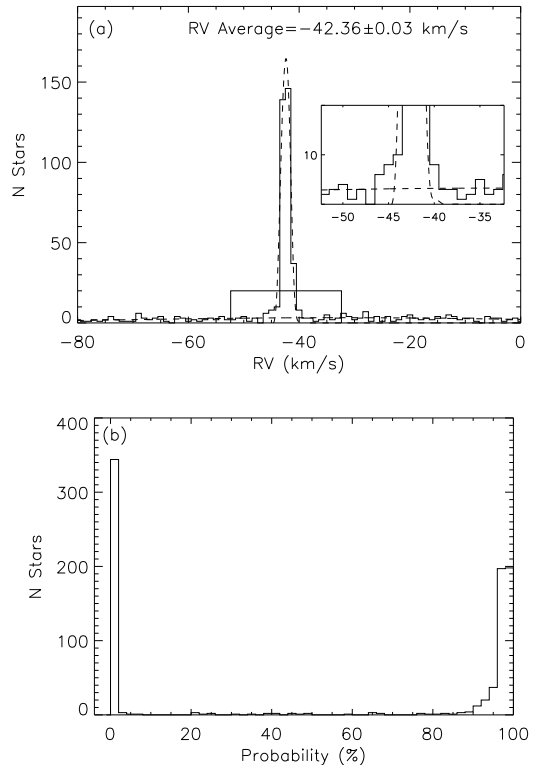 (a)
RV Average=−42.36±0.03 km/s
N Stars
150
100
50
0
10
−50 −45 −40 −35
−80 −60 −40 −20 0
RV (km/s)
(b)
N Stars
400
300
200
100
0
0 20 40 60 80 100
Probability (%)